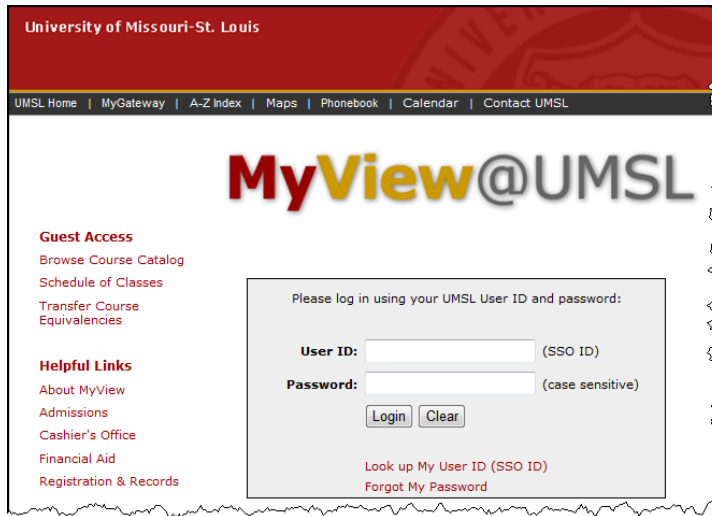 University of Missouri-St. Louis
UMSL Home | MyGateway | A-Z Index | Maps | Phonebook | Calendar | Contact UMSL
MyView@UMSL
Guest Access
Browse Course Catalog
Schedule of Classes
Transfer Course
Equivalencies
Helpful Links
About MyView
Admissions
Cashier's Office
Financial Aid
Registration & Records
Please log in using your UMSL User ID and password:
User ID: (SSO ID)
Password: (case sensitive)
Login Clear
Look up My User ID (SSO ID)
Forgot My Password